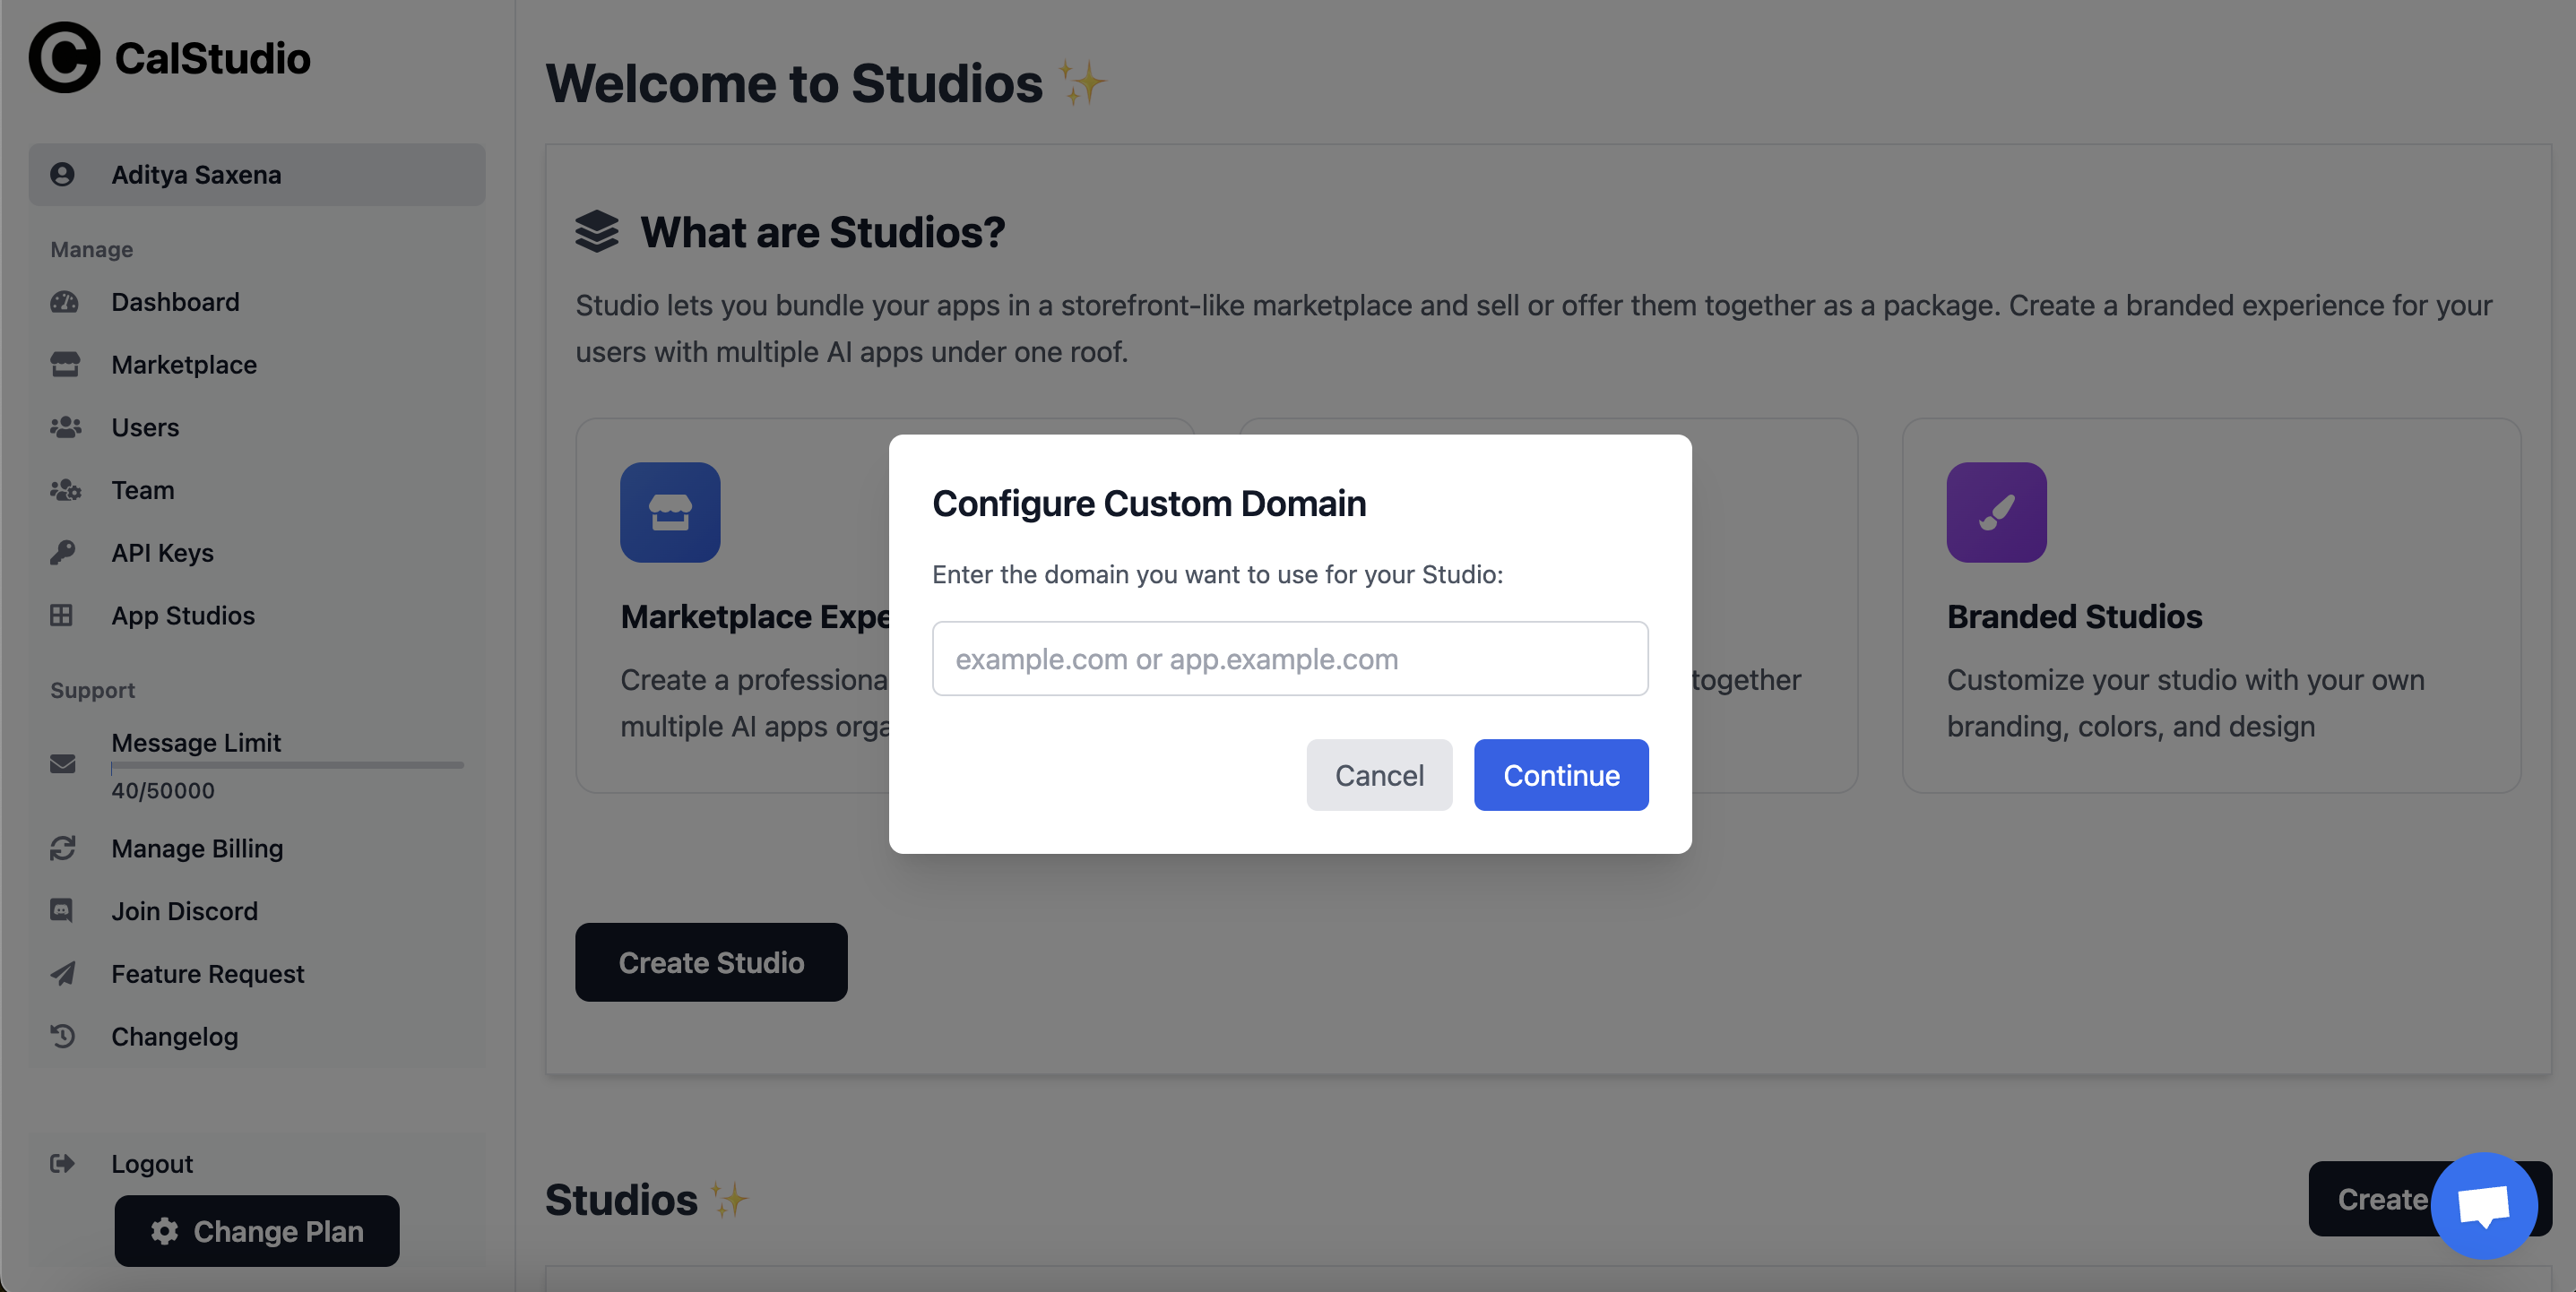 CalStudio
Aditya Saxena
Manage
Dashboard
Marketplace
Users
Team
API Keys
App Studios
Support
Message Limit
40/50000
Manage Billing
Join Discord
Feature Request
Changelog
Logout
Change Plan
Welcome to Studios ✨
What are Studios?
Studio lets you bundle your apps in a storefront-like marketplace and sell or offer them together as a package. Create a branded experience for your
users with multiple AI apps under one roof.
Marketplace Expe
Create a professiona
multiple AI apps orga
together
Branded Studios
Customize your studio with your own
branding, colors, and design
Configure Custom Domain
Enter the domain you want to use for your Studio:
example.com or app.example.com
Cancel
Continue
Create Studio
Studios ✨
Create